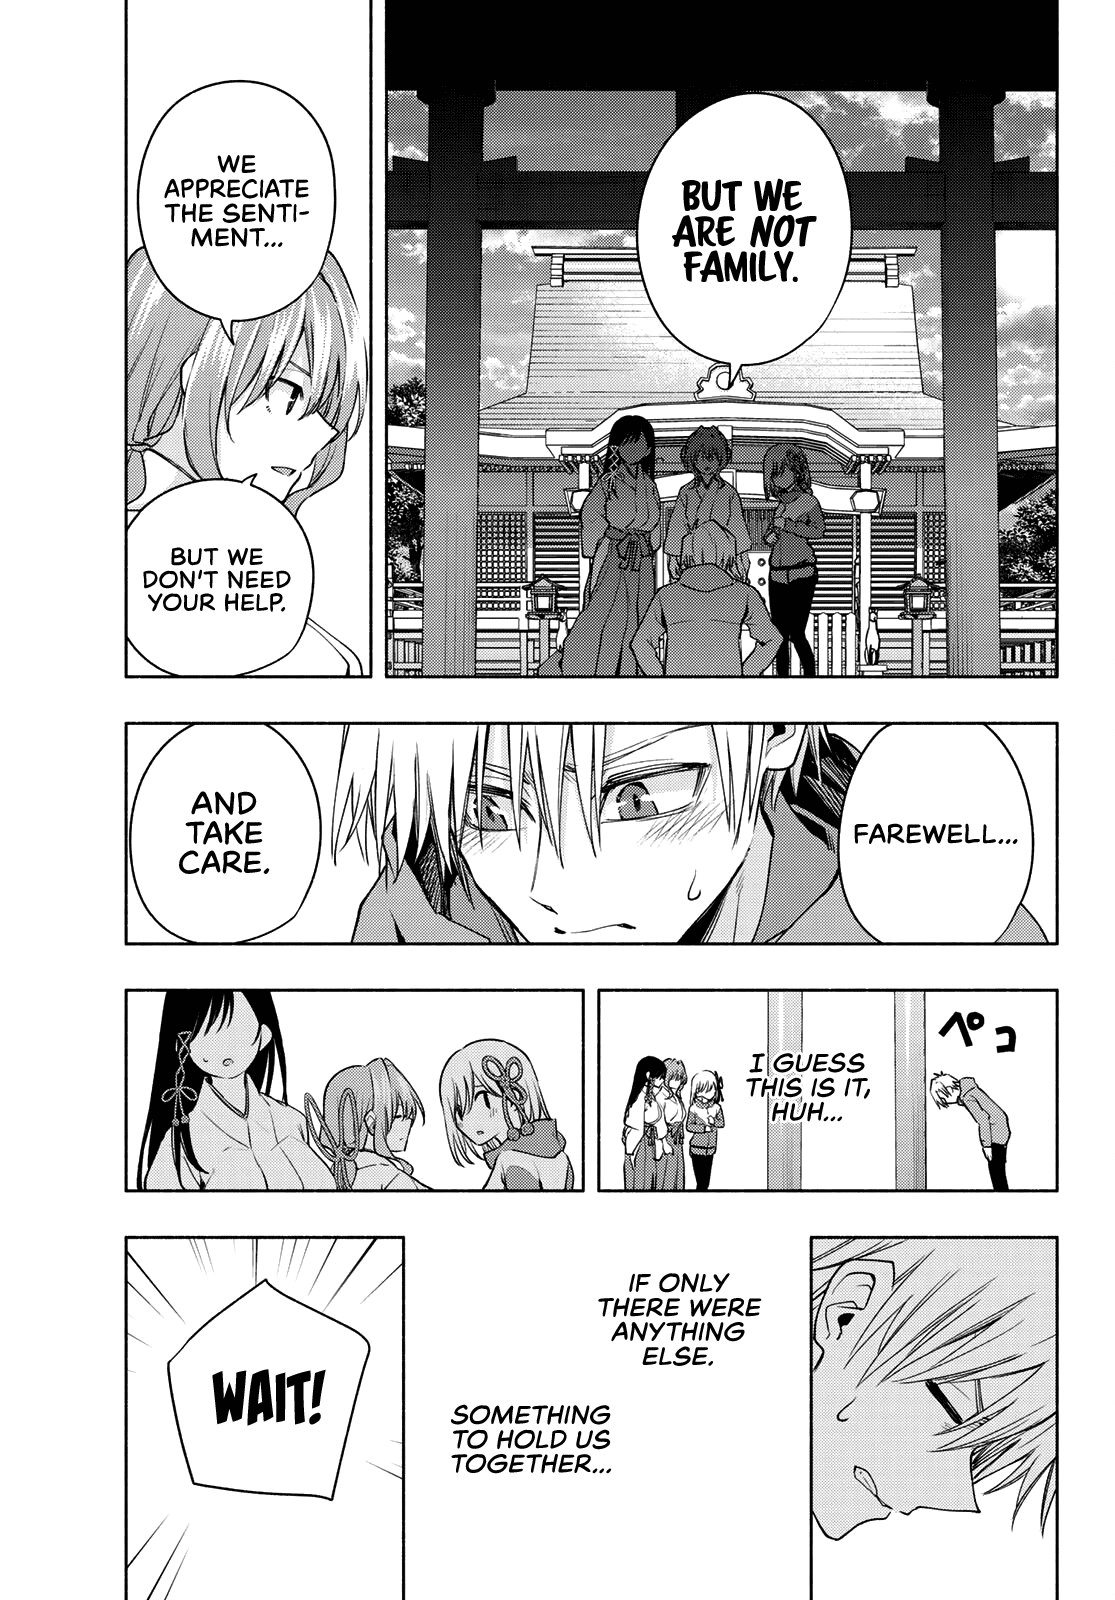 BUT WE
ARE NOT
FAMILY.
WE
APPRECIATE
THE SENTI-
MENT...
BUT WE
DON'T NEED
YOUR HELP.
FAREWELL...
AND
TAKE
CARE.
ペコ
I GUESS
THIS IS IT,
HUH...
IF ONLY
THERE WERE
ANYTHING
ELSE.
SOMETHING
TO HOLD US
TOGETHER...
WAIT!